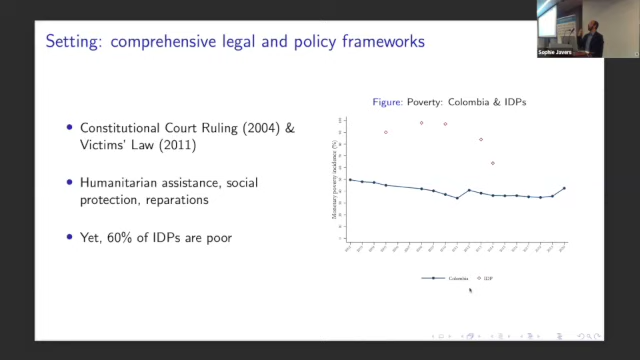 Setting: comprehensive legal and policy frameworks
Sophie Javers
Constitutional Court Ruling (2004) &
Victims' Law (2011)
Humanitarian assistance, social
protection, reparations
Yet, 60% of IDPs are poor
Figure: Poverty: Colombia & IDPs
Monetary poverty incidence (%)
Colombia
IDP